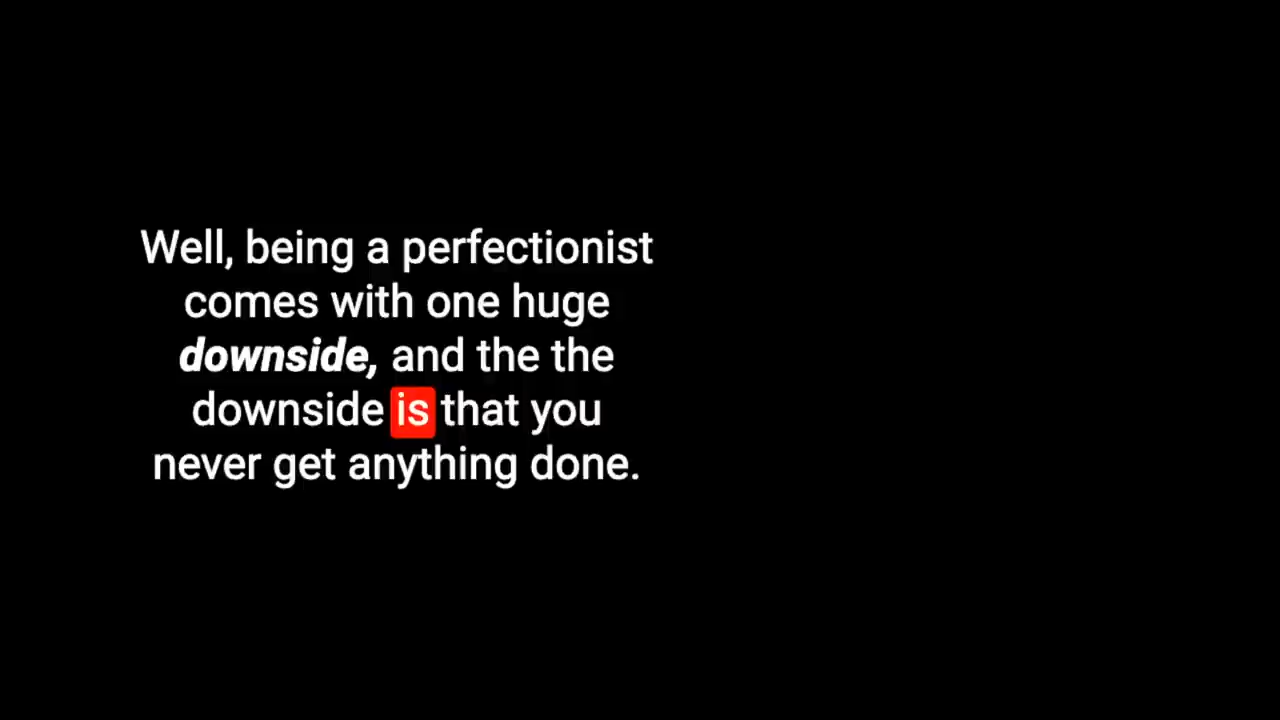 Well, being a perfectionist
comes with one huge
downside, and the the
downside is that you
never get anything done.